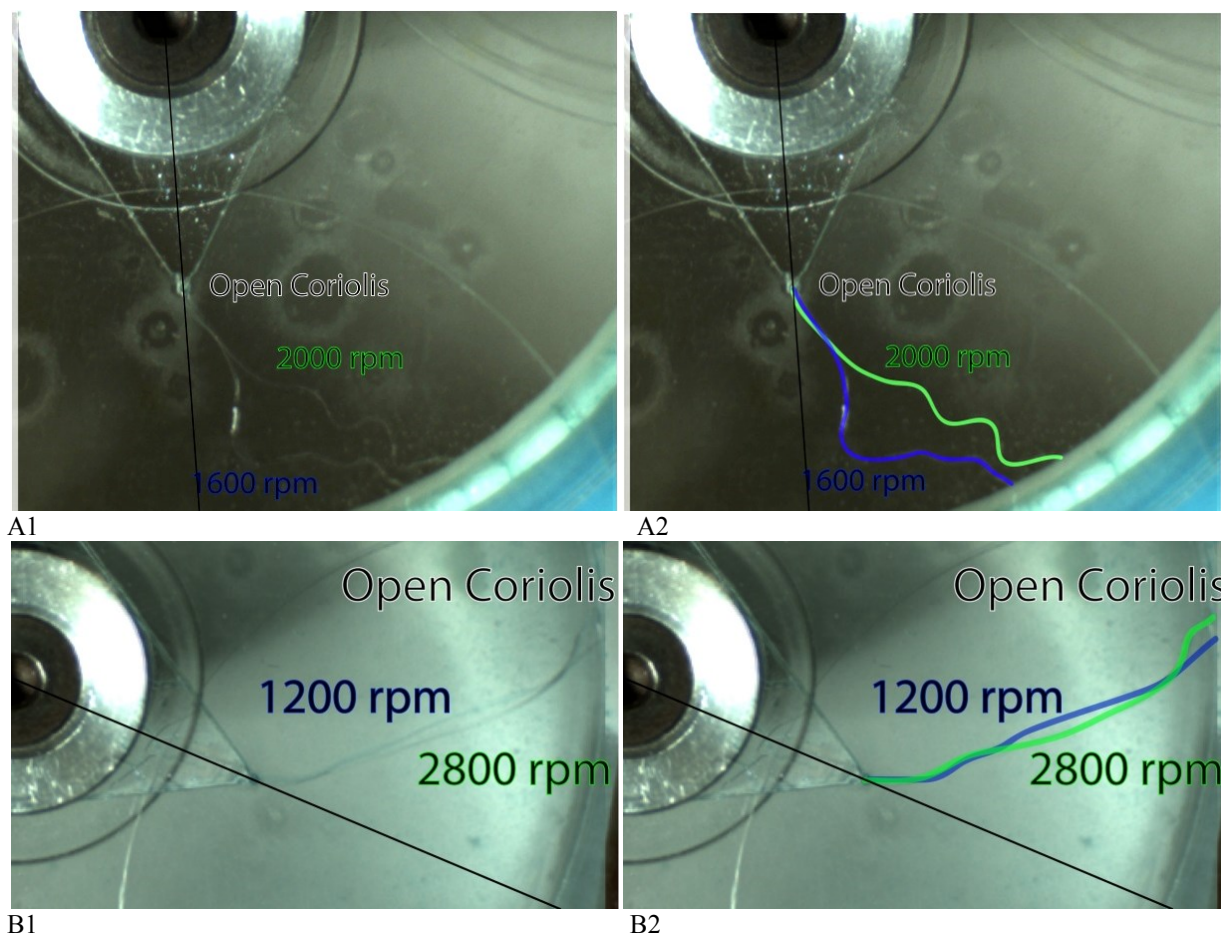 Open Coriolis
2000 rpm
1600 rpm
A1
Open Coriolis
2000 rpm
1600 rpm
A2
Open Coriolis
1200 rpm
2800 rpm
B1
Open Coriolis
1200 rpm
2800 rpm
B2